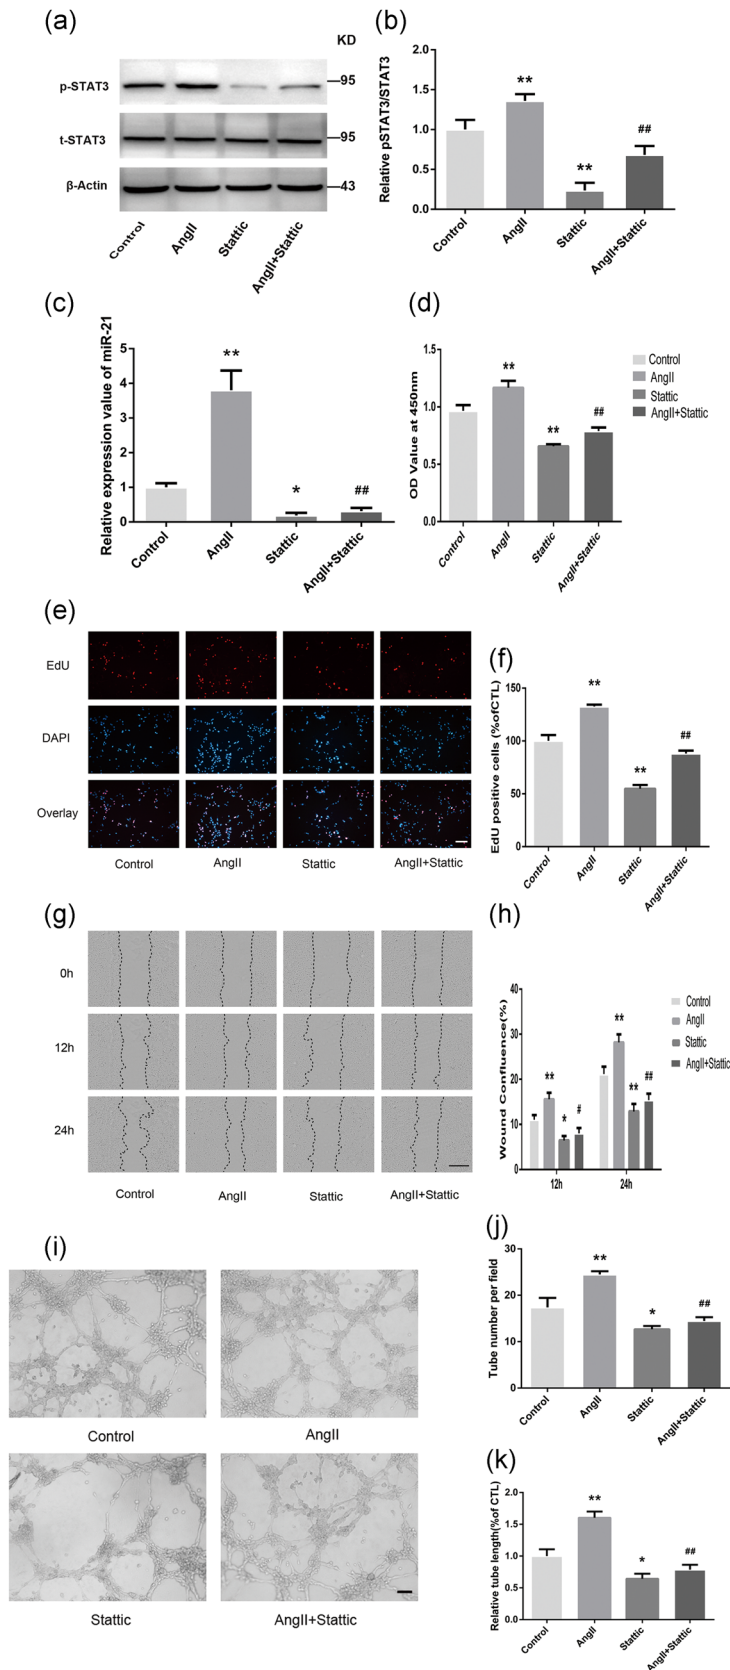 (a)
KD
p-STAT3
95
t-STAT3
95
β-Actin
43
Control
AngII
Stattic
AngII+Stattic
(b)
Relative pSTAT3/STAT3
2.0
1.5
1.0
0.5
0.0
**
**
##
Control
AngII
Stattic
AngII+Stattic
(c)
Relative expression value of miR-21
5
4
3
2
1
0
**
*
##
Control
AngII
Stattic
AngII+Stattic
(d)
OD Value at 450nm
1.5
1.0
0.5
0.0
**
**
##
Control
AngII
Stattic
AngII+Stattic
Control
AngII
Stattic
AngII+Stattic
(e)
EdU
DAPI
Overlay
Control
AngII
Stattic
AngII+Stattic
(f)
EdU positive cells (%ofCTL)
150
100
50
0
**
**
##
Control
AngII
Stattic
AngII+Stattic
(g)
0h
12h
24h
Control
AngII
Stattic
AngII+Stattic
(h)
Wound Confluence(%)
40
30
20
10
0
**
*
#
**
**
##
12h
24h
Control
AngII
Stattic
AngII+Stattic
(i)
Control
AngII
Stattic
AngII+Stattic
(j)
Tube number per field
30
20
10
0
**
*
##
Control
AngII
Stattic
AngII+Stattic
(k)
Relative tube length(%of CTL)
2.0
1.5
1.0
0.5
0.0
**
*
##
Control
AngII
Stattic
AngII+Stattic